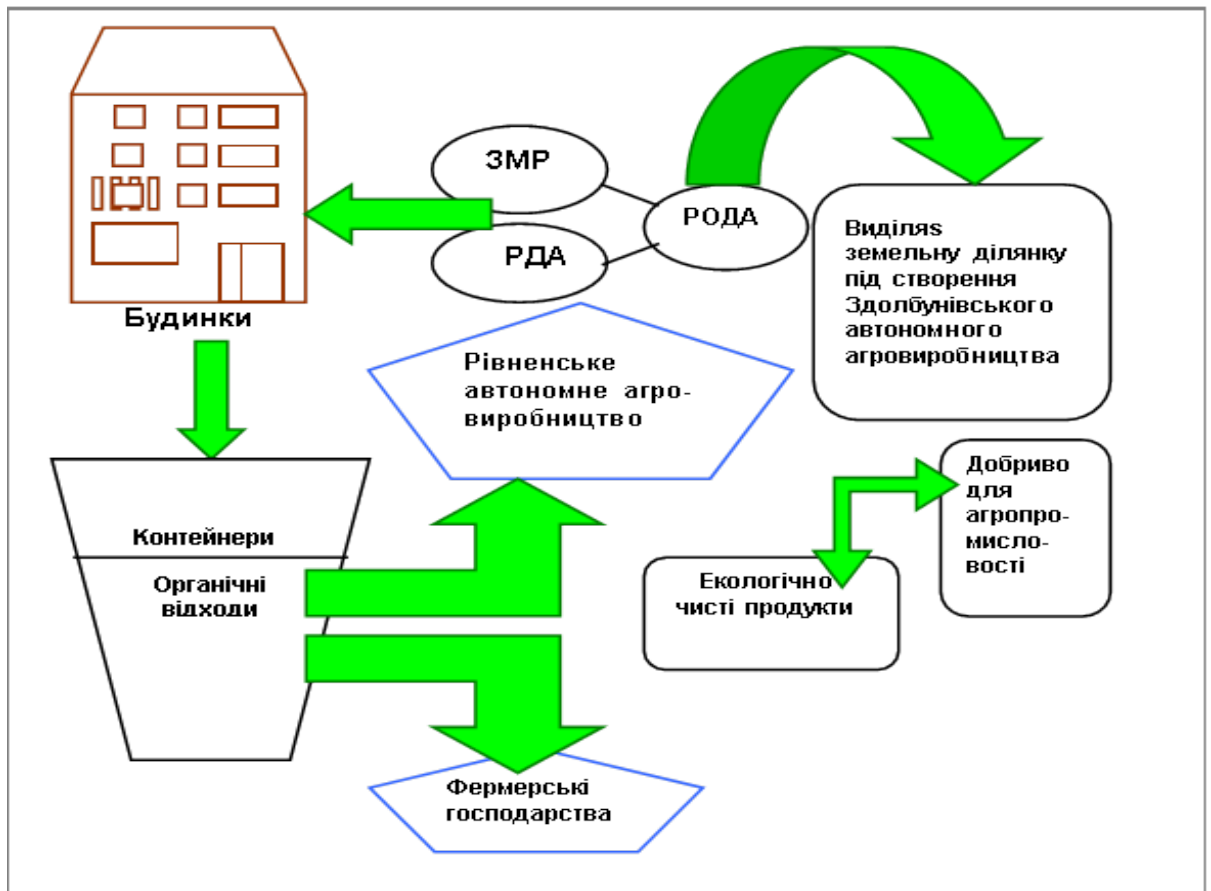 ЗМР
РОДА
РДА
Виділяs
земельну ділянку
під створення
Здолбунівського
автономного
агровиробництва
Будинки
Рівненське
автономне агро-
виробництво
Добриво
для
агропро-
мисло-
вості
Контейнери
Органічні
відходи
Екологічно
чисті продукти
Фермерські
господарства